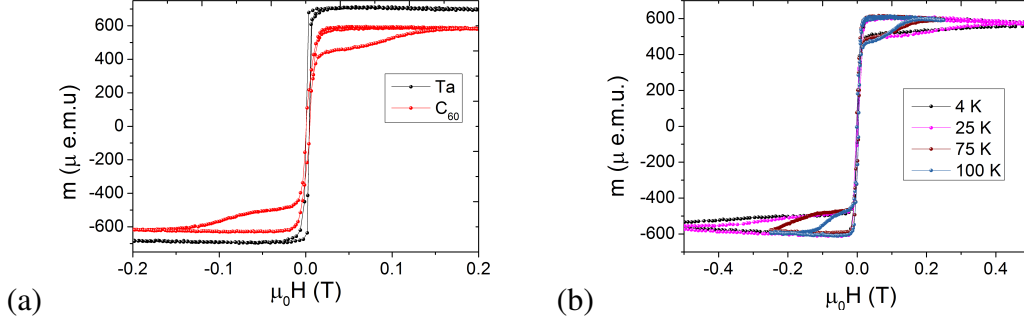 600
400
200
0
-200
-400
-600
m (μ e.m.u)
-0.2
-0.1
0.0
0.1
0.2
μ₀H (T)
Ta
C₆₀
(a)
600
400
200
0
-200
-400
-600
m (μ e.m.u.)
-0.4
-0.2
0.0
0.2
0.4
μ₀H (T)
4 K
25 K
75 K
100 K
(b)